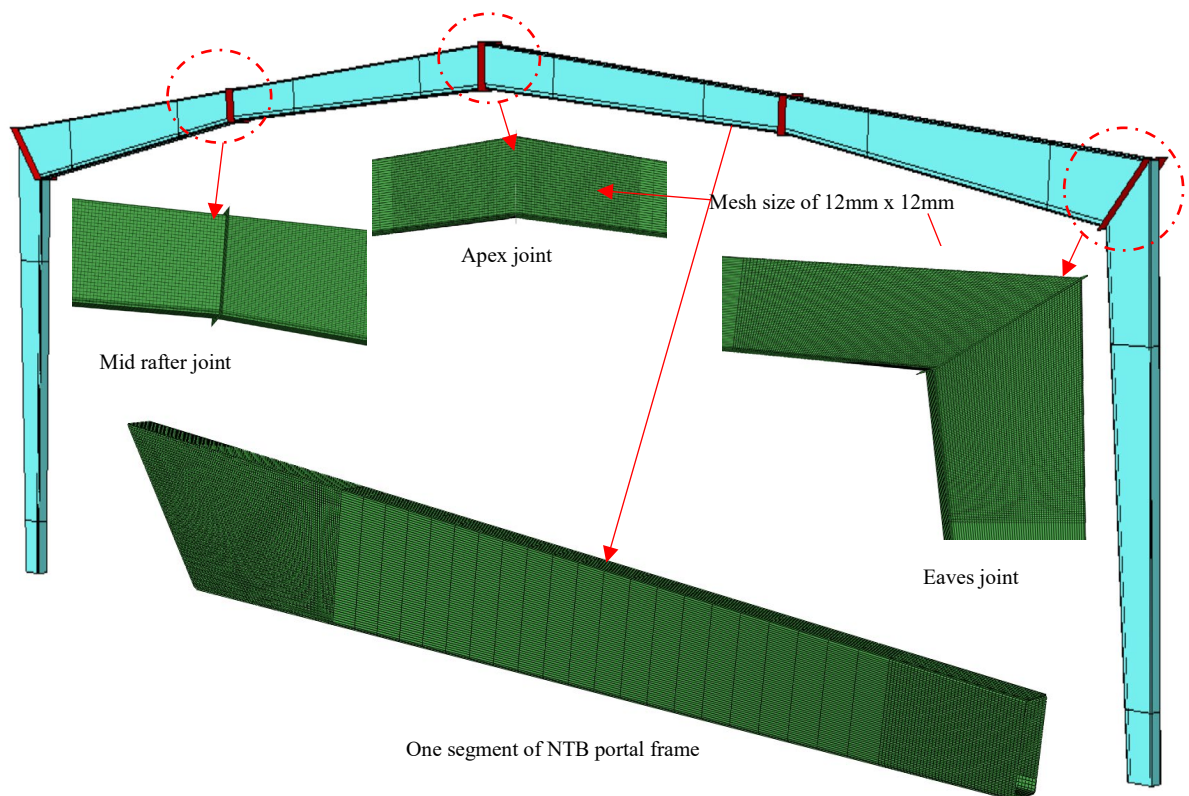 Mesh size of 12mm x 12mm
Apex joint
Mid rafter joint
Eaves joint
One segment of NTB portal frame